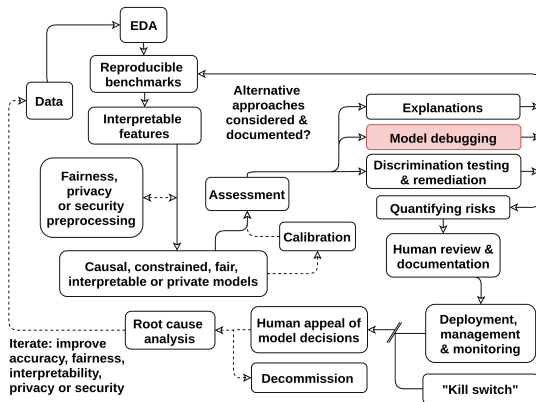 EDA
Reproducible
benchmarks
Data
Interpretable
features
Alternative
approaches
considered &
documented?
Explanations
Model debugging
Discrimination testing
& remediation
Fairness,
privacy
or security
preprocessing
Assessment
Quantifying risks
Calibration
Human review &
documentation
Causal, constrained, fair,
interpretable or private models
Root cause
analysis
Human appeal of
model decisions
Deployment,
management
& monitoring
Iterate: improve
accuracy, fairness,
interpretability,
privacy or security
Decommission
"Kill switch"